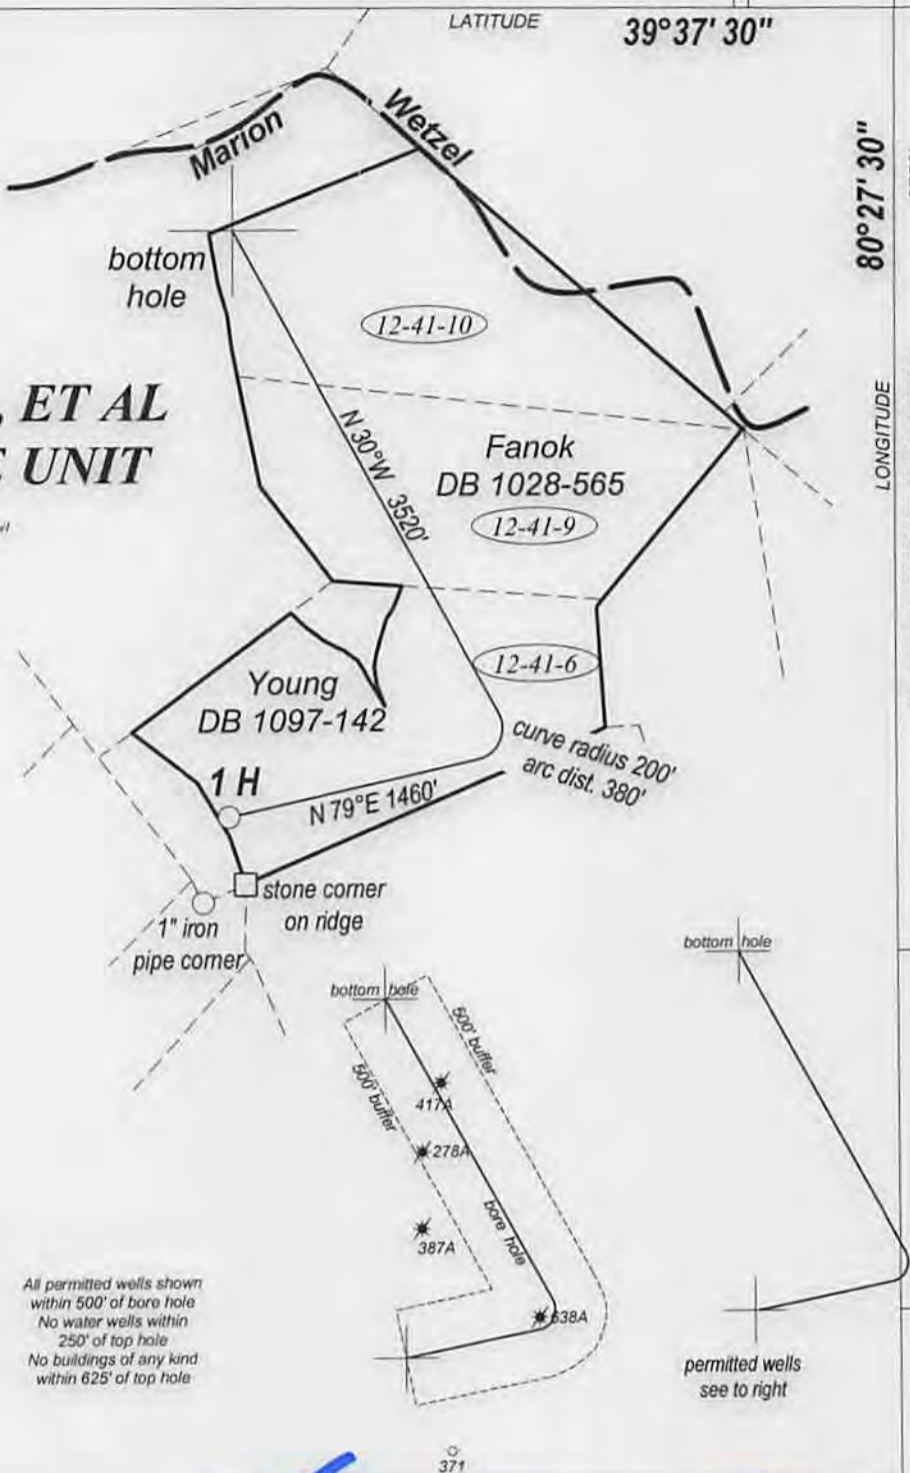 LATITUDE
39°37' 30"
80°27' 30"
LONGITUDE
Marion
Wetzel
bottom
hole
12-41-10
, ET AL
UNIT
N 30°W 3520'
Fanok
DB 1028-565
12-41-9
12-41-6
Young
DB 1097-142
curve radius 200'
arc dist. 380'
1 H
N 79°E 1460'
stone corner
on ridge
1" iron
pipe corner
bottom hole
bottom hole
500' buffer
500' buffer
417A
278A
bore hole
387A
638A
All permitted wells shown
within 500' of bore hole
No water wells within
250' of top hole
No buildings of any kind
within 625' of top hole
permitted wells
see to right
371